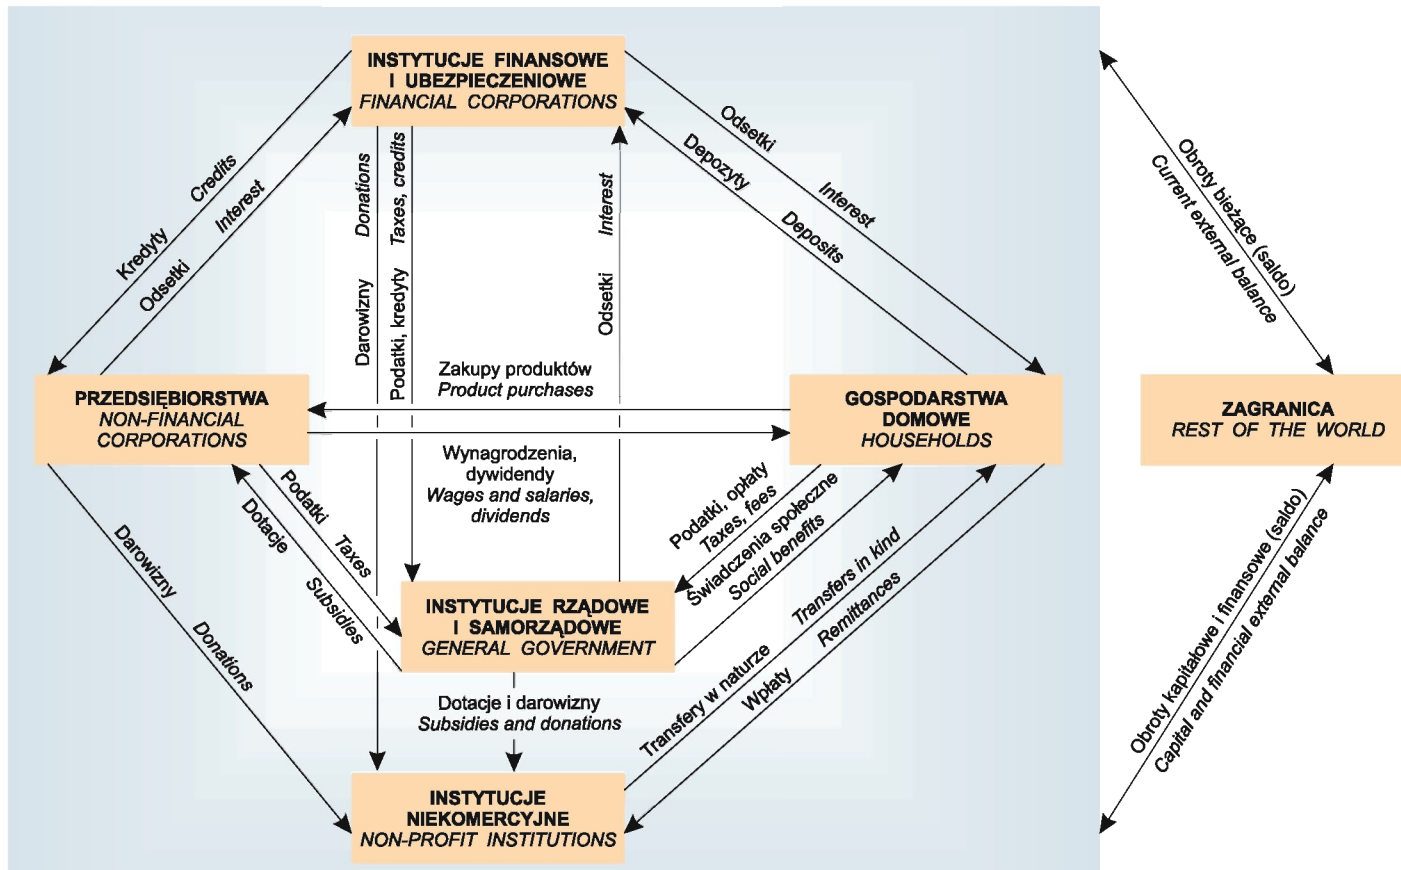 INSTYTUCJE FINANSOWE
I UBEZPIECZENIOWE
FINANCIAL CORPORATIONS
Kredyty Credits
Odsetki Interest
Darowizny Donations
Podatki, kredyty Taxes, credits
Odsetki Interest
Depozyty Deposits
Odsetki Interest
Obroty bieżące (saldo)
Current external balance
Zakupy produktów
Product purchases
PRZEDSIĘBIORSTWA
NON-FINANCIAL
CORPORATIONS
GOSPODARSTWA
DOMOWE
HOUSEHOLDS
ZAGRANICA
REST OF THE WORLD
Wynagrodzenia,
dywidendy
Wages and salaries,
dividends
Podatki Taxes
Dotacje Subsidies
Darowizny Donations
Podatki, opłaty
Taxes, fees
Świadczenia społeczne
Social benefits
Transfery w naturze Transfers in kind
Wpłaty Remittances
Obroty kapitałowe i finansowe (saldo)
Capital and financial external balance
INSTYTUCJE RZĄDOWE
I SAMORZĄDOWE
GENERAL GOVERNMENT
Dotacje i darowizny
Subsidies and donations
INSTYTUCJE
NIEKOMERCYJNE
NON-PROFIT INSTITUTIONS